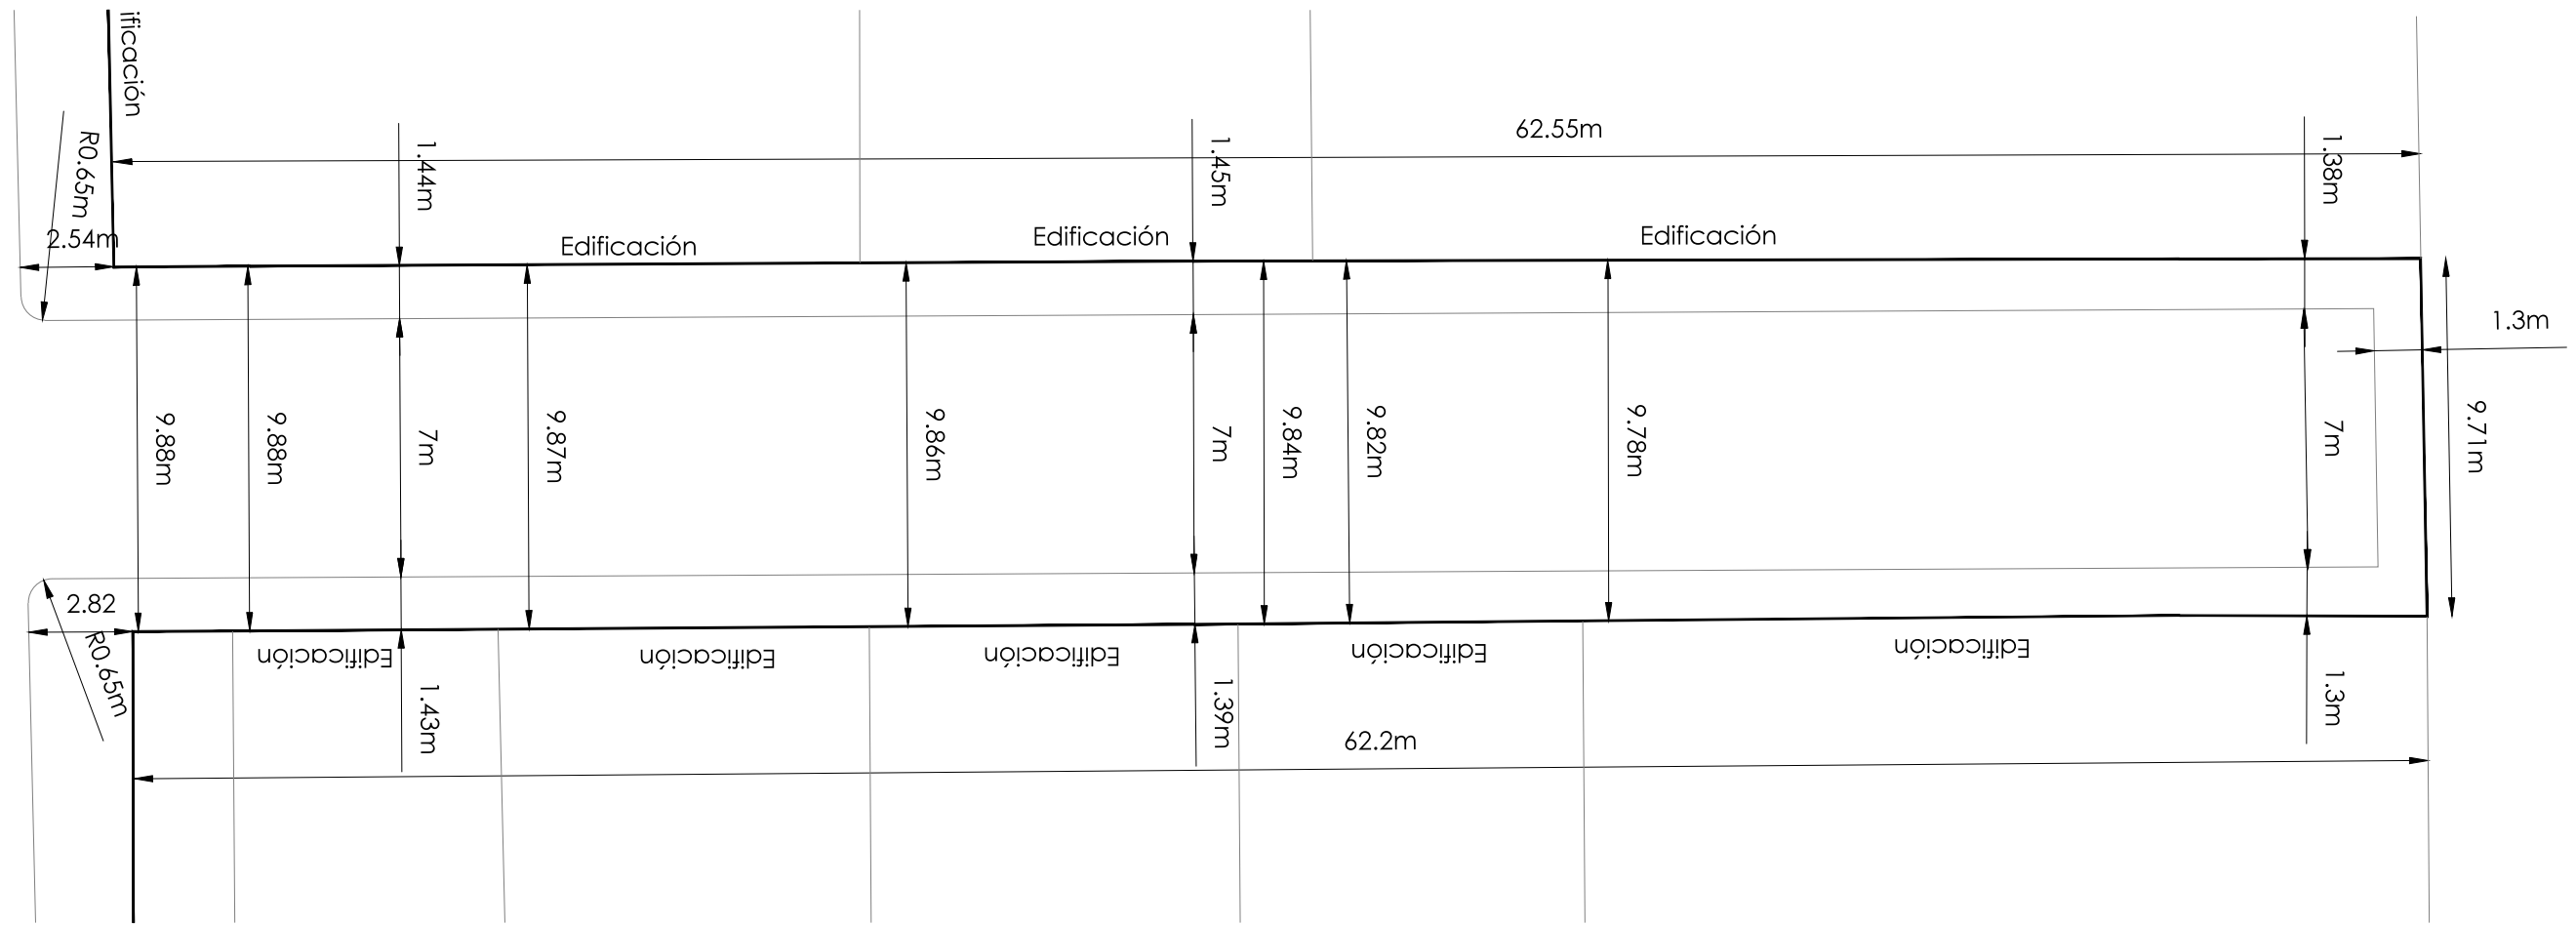 ificación
R0.65m
2.54m
1.44m
Edificación
Edificación
1.45m
62.55m
Edificación
1.38m
1.3m
9.88m
9.88m
7m
9.87m
9.86m
7m
9.84m
9.82m
9.78m
7m
9.71m
2.82
R0.65m
Edificación
1.43m
Edificación
Edificación
1.39m
Edificación
Edificación
1.3m
62.2m